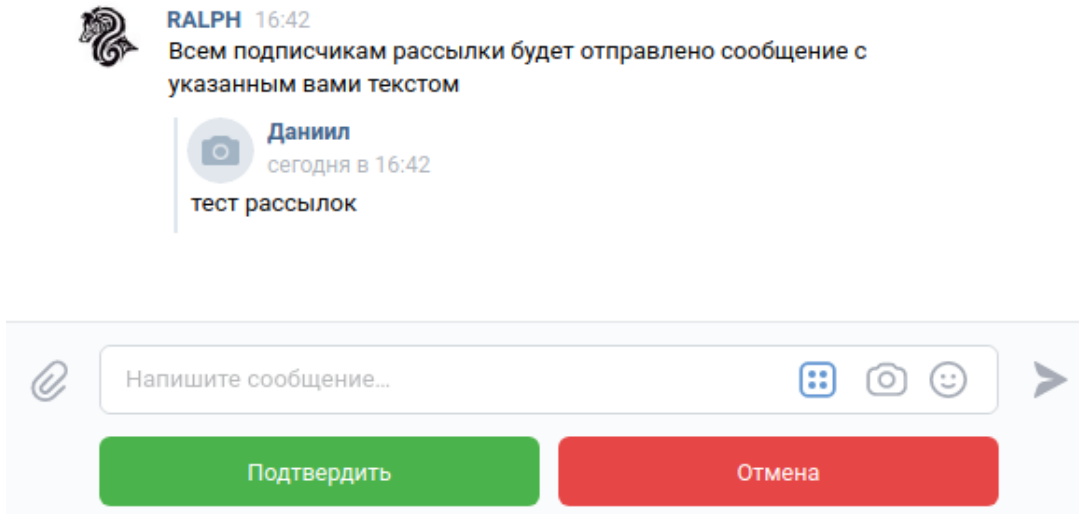 RALPH 16:42
Всем подписчикам рассылки будет отправлено сообщение с
указанным вами текстом
Даниил
сегодня в 16:42
тест рассылок
Напишите сообщение...
Подтвердить
Отмена